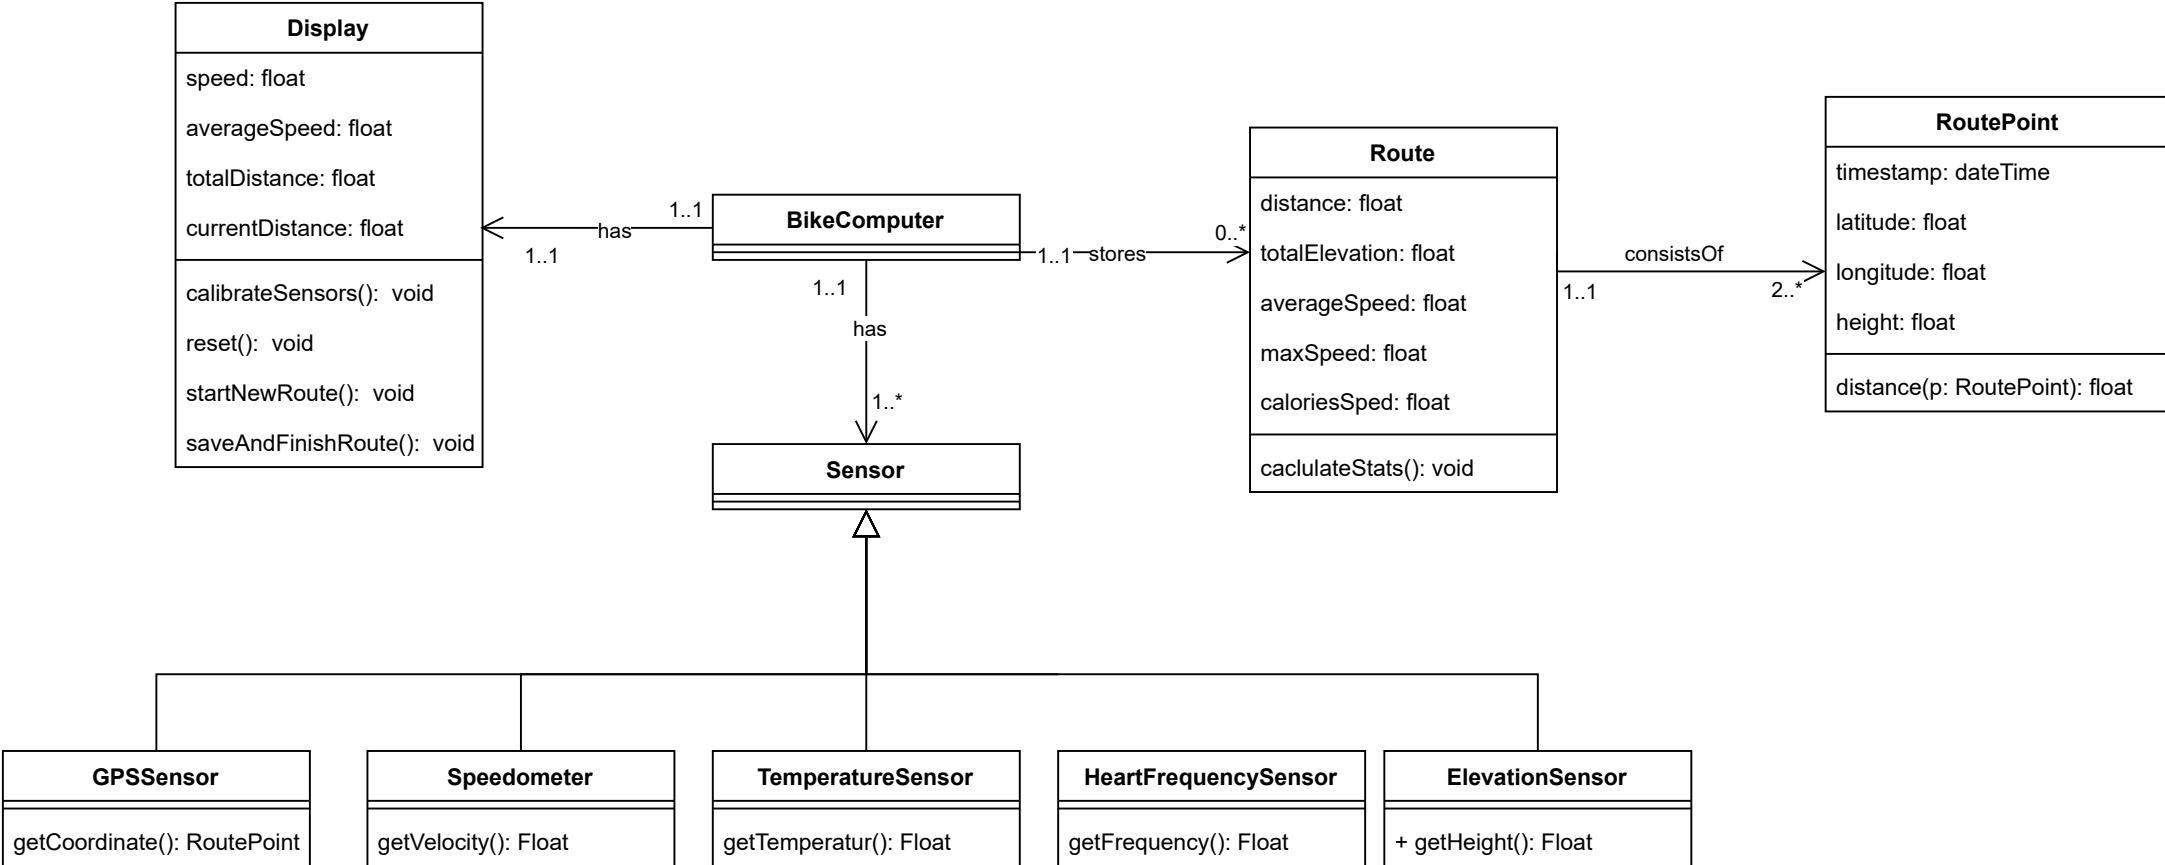 Display
speed: float
averageSpeed: float
totalDistance: float
currentDistance: float
calibrateSensors():  void
reset():  void
startNewRoute():  void
saveAndFinishRoute():  void
1..1
has
1..1
BikeComputer
1..1
has
1..*
1..1
stores
0..*
Route
distance: float
totalElevation: float
averageSpeed: float
maxSpeed: float
caloriesSped: float
caclulateStats(): void
consistsOf
1..1
2..*
RoutePoint
timestamp: dateTime
latitude: float
longitude: float
height: float
distance(p: RoutePoint): float
Sensor
GPSSensor
getCoordinate(): RoutePoint
Speedometer
getVelocity(): Float
TemperatureSensor
getTemperatur(): Float
HeartFrequencySensor
getFrequency(): Float
ElevationSensor
+ getHeight(): Float